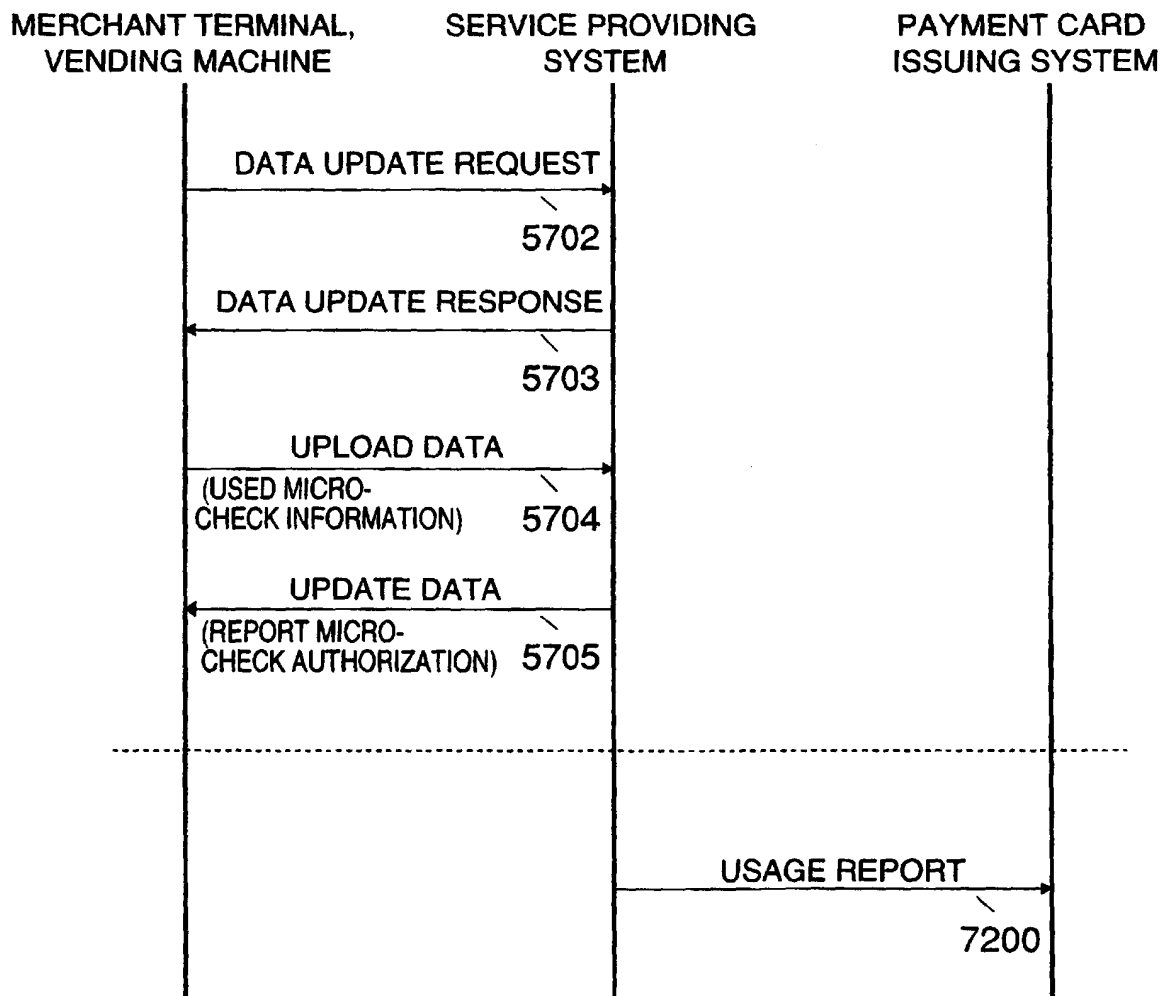 MERCHANT TERMINAL,
VENDING MACHINE
SERVICE PROVIDING
SYSTEM
PAYMENT CARD
ISSUING SYSTEM
DATA UPDATE REQUEST
5702
DATA UPDATE RESPONSE
5703
UPLOAD DATA
(USED MICRO-
CHECK INFORMATION)
5704
UPDATE DATA
(REPORT MICRO-
CHECK AUTHORIZATION)
5705
USAGE REPORT
7200